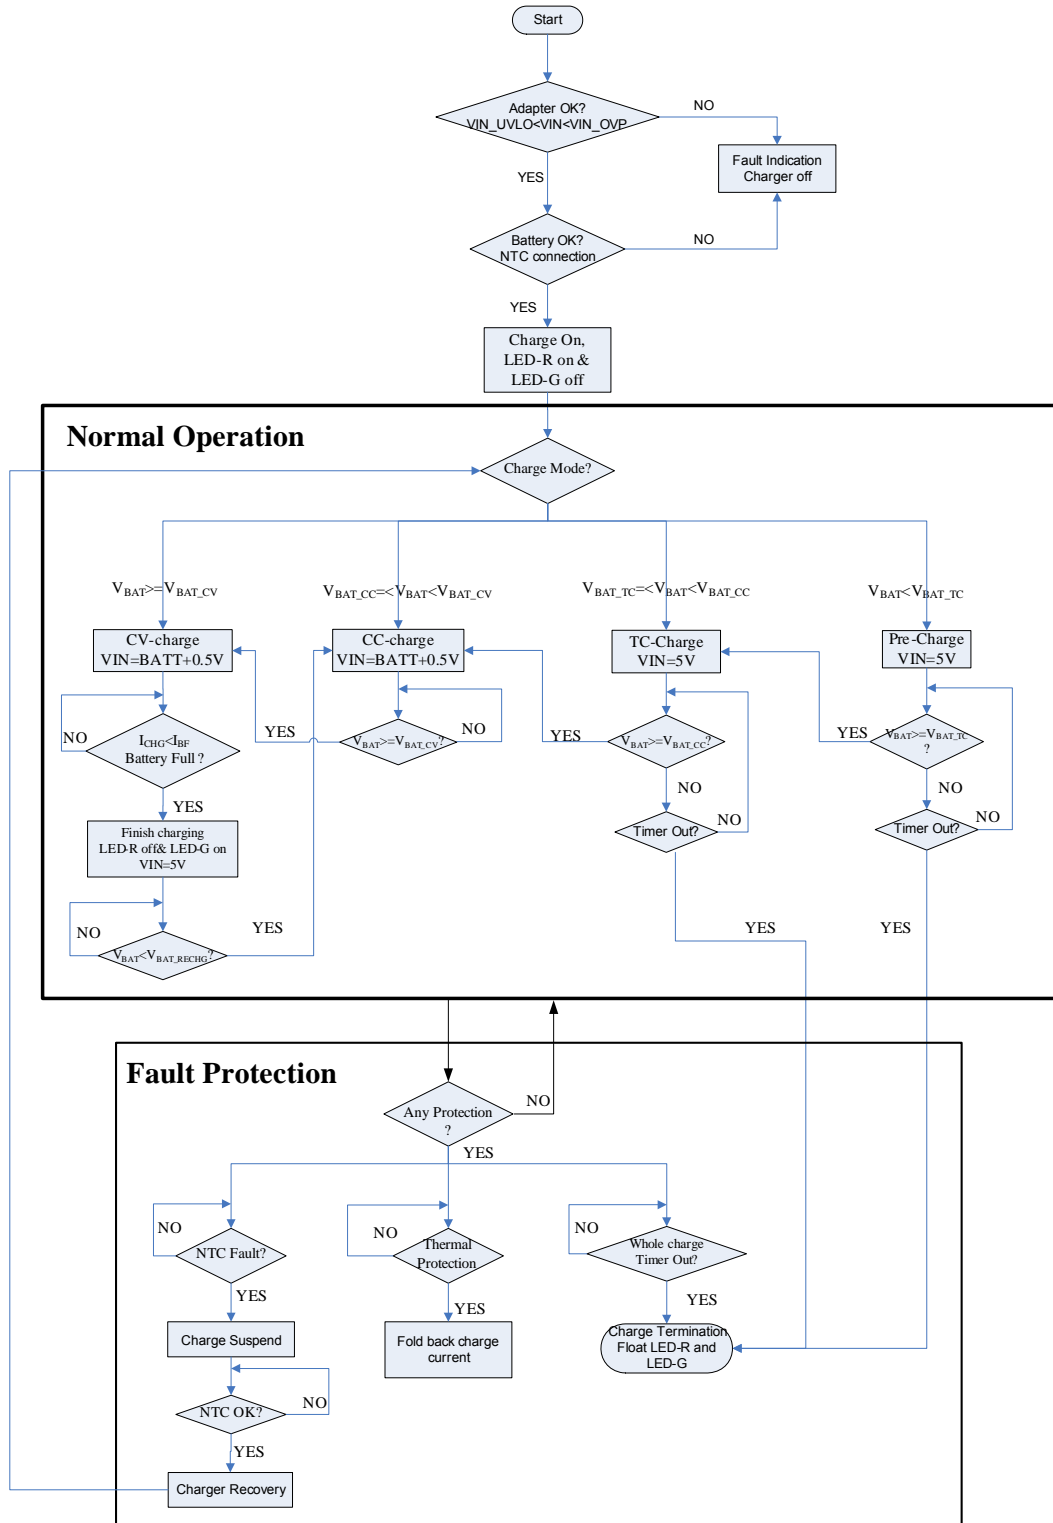 Start
Adapter OK?
VIN_UVLO<VIN<VIN_OVP
NO
Fault Indication
Charger off
YES
Battery OK?
NTC connection
NO
YES
Charge On,
LED-R on &
LED-G off
Normal Operation
Charge Mode?
VBAT>=VBAT_CV
VBAT_CC=<VBAT<VBAT_CV
VBAT_TC=<VBAT<VBAT_CC
VBAT<VBAT_TC
CV-charge
VIN=BATT+0.5V
CC-charge
VIN=BATT+0.5V
TC-Charge
VIN=5V
Pre-Charge
VIN=5V
NO
ICHG<IBF
Battery Full ?
YES
VBAT>=VBAT_CV?
NO
YES
VBAT>=VBAT_CC?
YES
VBAT>=VBAT_TC
?
YES
NO
NO
Finish charging
LED-R off& LED-G on
VIN=5V
Timer Out?
NO
Timer Out?
NO
NO
VBAT<VBAT_RECHG?
YES
YES
YES
Fault Protection
Any Protection
?
NO
YES
NO
NTC Fault?
NO
Thermal
Protection
NO
Whole charge
Timer Out?
YES
YES
YES
Charge Suspend
Fold back charge
current
Charge Termination
Float LED-R and
LED-G
NTC OK?
NO
YES
Charger Recovery